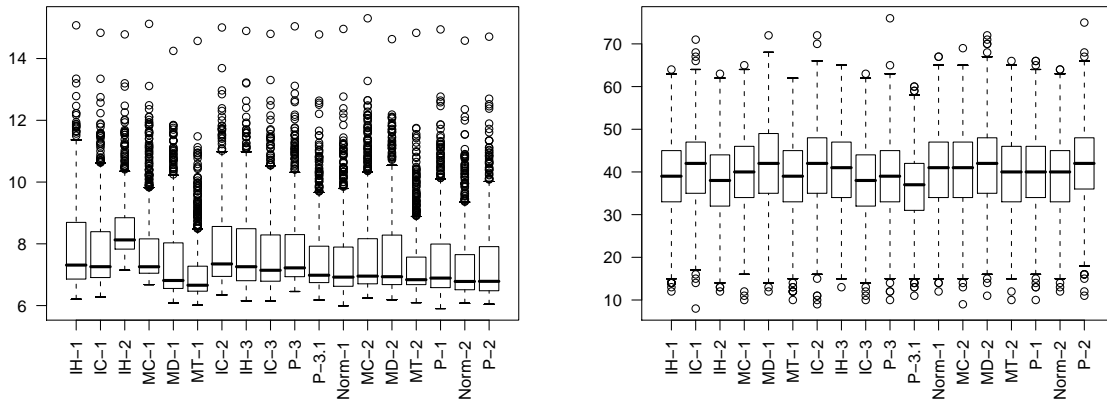 14
12
10
8
6
IH−1
IC−1
IH−2
MC−1
MD−1
MT−1
IC−2
IH−3
IC−3
P−3
P−3.1
Norm−1
MC−2
MD−2
MT−2
P−1
Norm−2
P−2
70
60
50
40
30
20
10
IH−1
IC−1
IH−2
MC−1
MD−1
MT−1
IC−2
IH−3
IC−3
P−3
P−3.1
Norm−1
MC−2
MD−2
MT−2
P−1
Norm−2
P−2